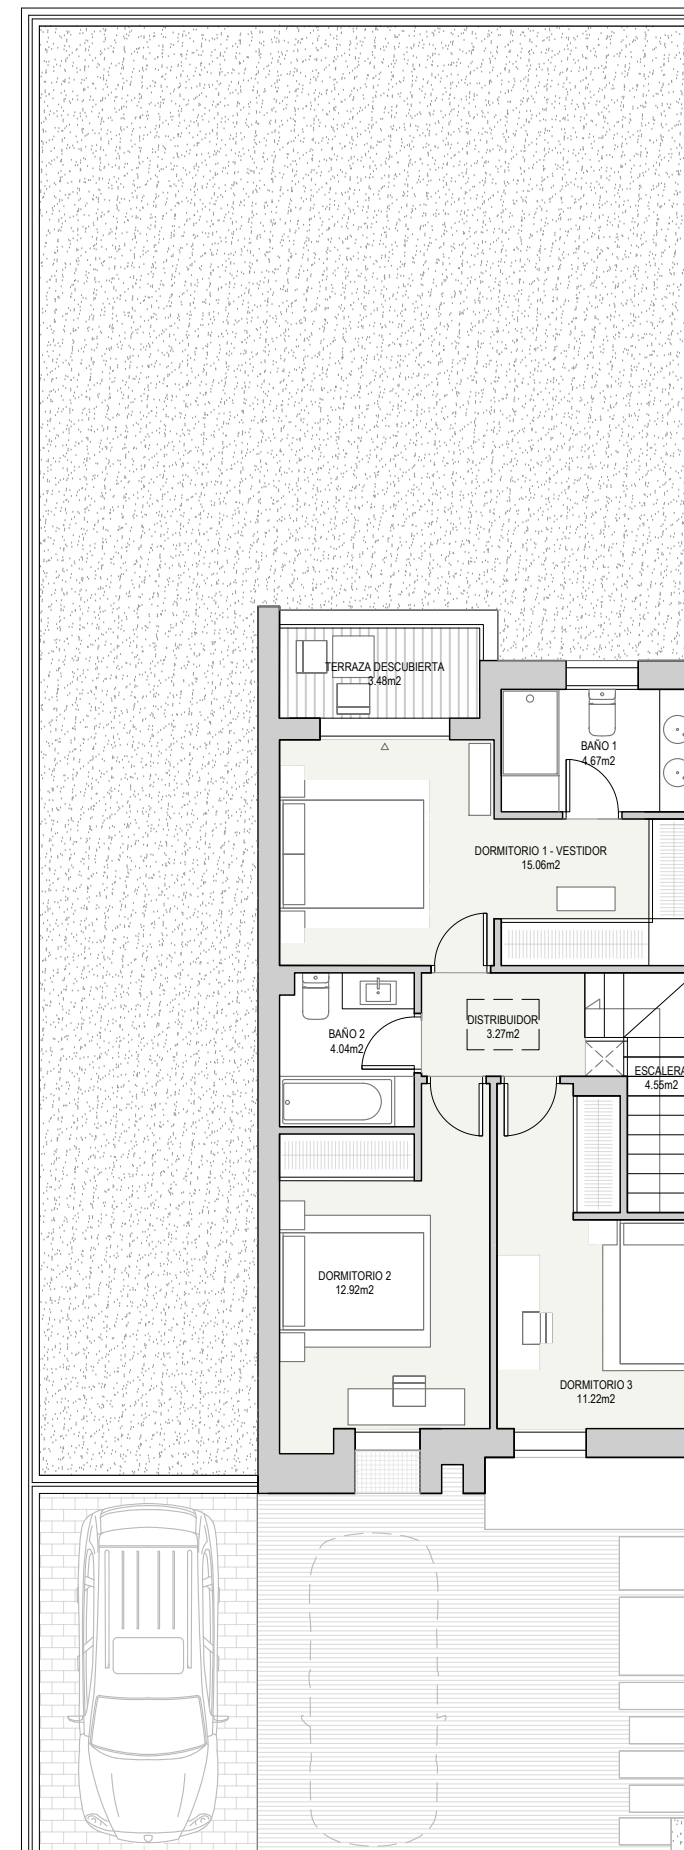 TERRAZA DESCUBIERTA
3.48m2
BAÑO 1
4.67m2
DORMITORIO 1 - VESTIDOR
15.06m2
DISTRIBUIDOR
3.27m2
BAÑO 2
4.04m2
ESCALERA
4.55m2
DORMITORIO 2
12.92m2
DORMITORIO 3
11.22m2